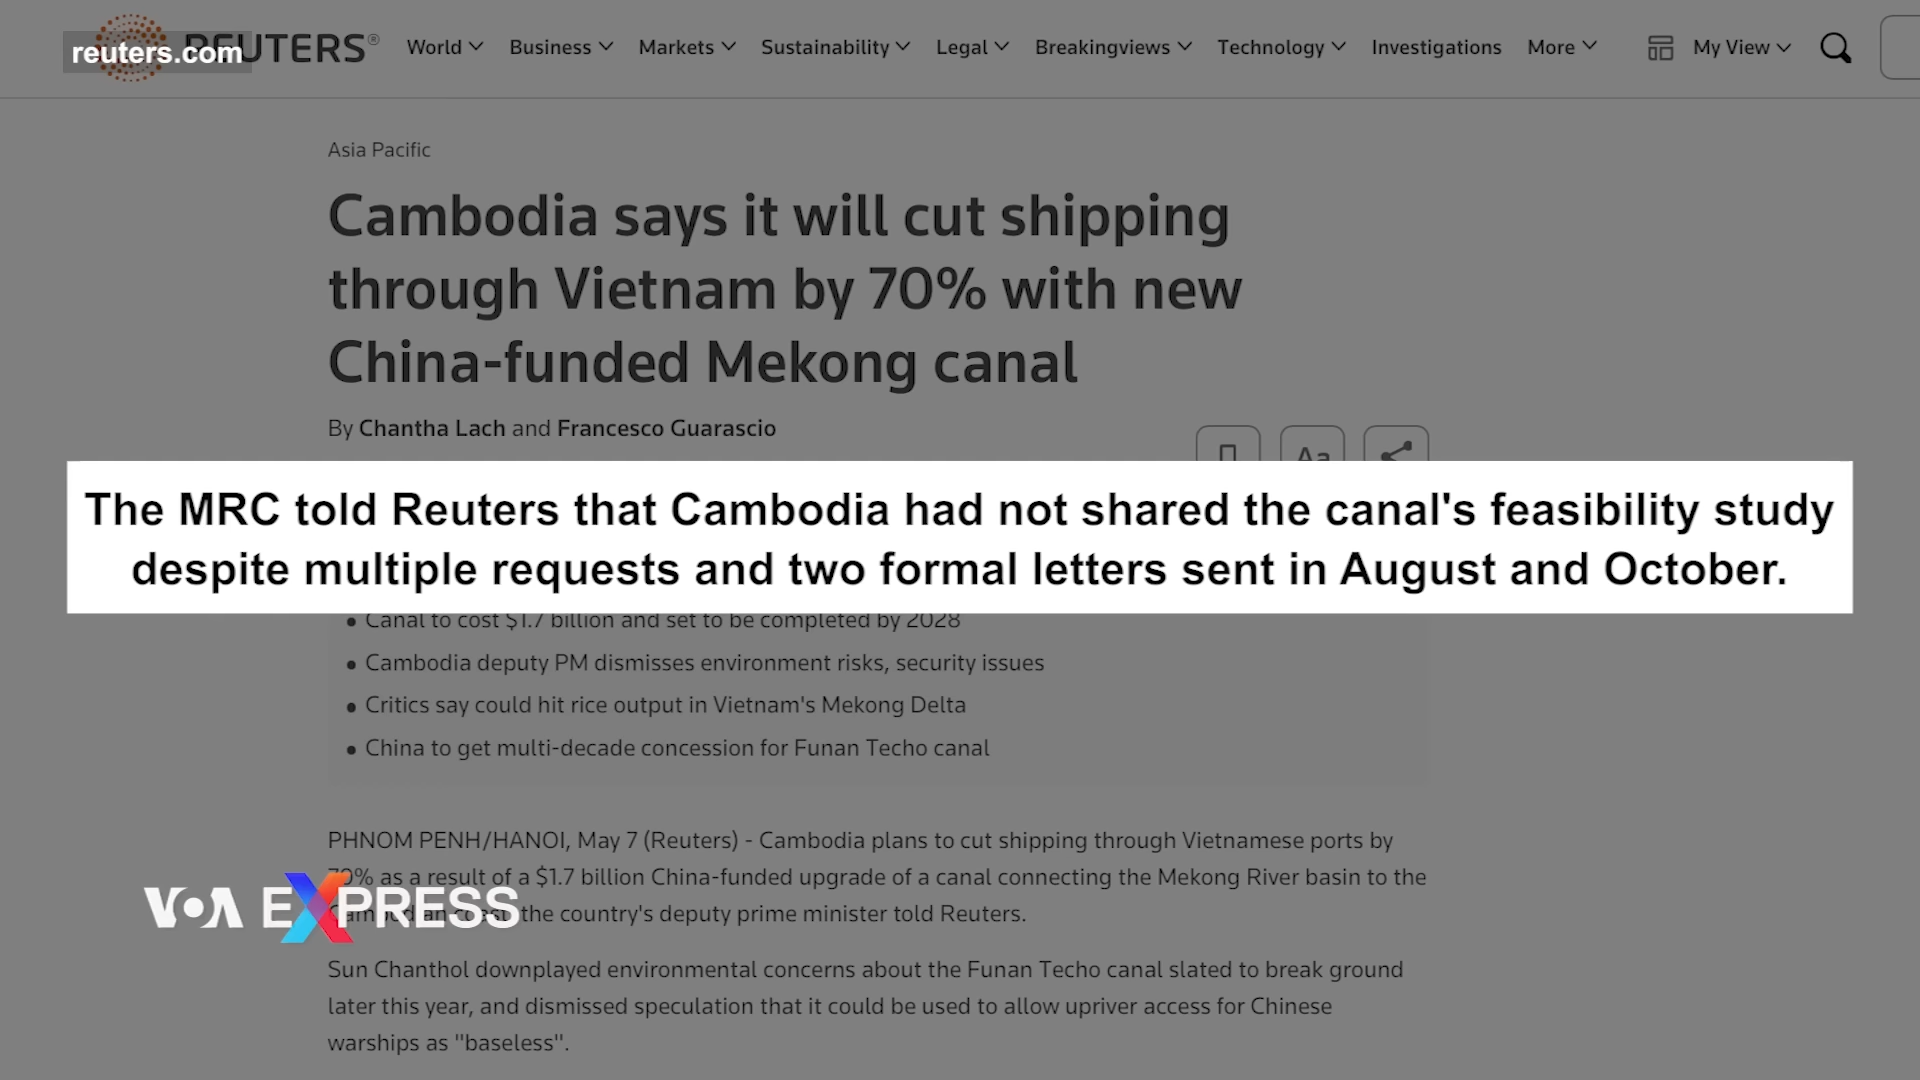 reuters.com
REUTERS®
World Business Markets Sustainability Legal Breakingviews Technology Investigations More My View
Asia Pacific
Cambodia says it will cut shipping
through Vietnam by 70% with new
China-funded Mekong canal
By Chantha Lach and Francesco Guarascio
Aa
The MRC told Reuters that Cambodia had not shared the canal's feasibility study
despite multiple requests and two formal letters sent in August and October.
• Canal to cost $1.7 billion and set to be completed by 2028
• Cambodia deputy PM dismisses environment risks, security issues
• Critics say could hit rice output in Vietnam's Mekong Delta
• China to get multi-decade concession for Funan Techo canal
PHNOM PENH/HANOI, May 7 (Reuters) - Cambodia plans to cut shipping through Vietnamese ports by
70% as a result of a $1.7 billion China-funded upgrade of a canal connecting the Mekong River basin to the
Cambodian coast, the country's deputy prime minister told Reuters.
VOA EXPRESS
Sun Chanthol downplayed environmental concerns about the Funan Techo canal slated to break ground
later this year, and dismissed speculation that it could be used to allow upriver access for Chinese
warships as "baseless".